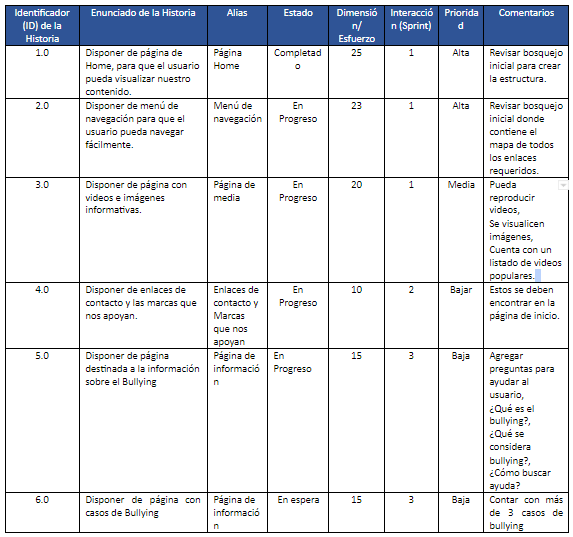 Identificador (ID) de la Historia | Enunciado de la Historia | Alias | Estado | Dimensión/ Esfuerzo | Interacción (Sprint) | Prioridad | Comentarios
1.0 | Disponer de página de Home, para que el usuario pueda visualizar nuestro contenido. | Página Home | Completado | 25 | 1 | Alta | Revisar bosquejo inicial para crear la estructura.
2.0 | Disponer de menú de navegación para que el usuario pueda navegar fácilmente. | Menú de navegación | En Progreso | 23 | 1 | Alta | Revisar bosquejo inicial donde contiene el mapa de todos los enlaces requeridos.
3.0 | Disponer de página con videos e imágenes informativas. | Página de media | En Progreso | 20 | 1 | Media | Pueda reproducir videos, Se visualicen imágenes, Cuenta con un listado de videos populares.
4.0 | Disponer de enlaces de contacto y las marcas que nos apoyan. | Enlaces de contacto y Marcas que nos apoyan | En Progreso | 10 | 2 | Bajar | Estos se deben encontrar en la página de inicio.
5.0 | Disponer de página destinada a la información sobre el Bullying | Página de información | En Progreso | 15 | 3 | Baja | Agregar preguntas para ayudar al usuario, ¿Qué es el bullying?, ¿Qué se considera bullying?, ¿Cómo buscar ayuda?
6.0 | Disponer de página con casos de Bullying | Página de información | En espera | 15 | 3 | Baja | Contar con más de 3 casos de bullying